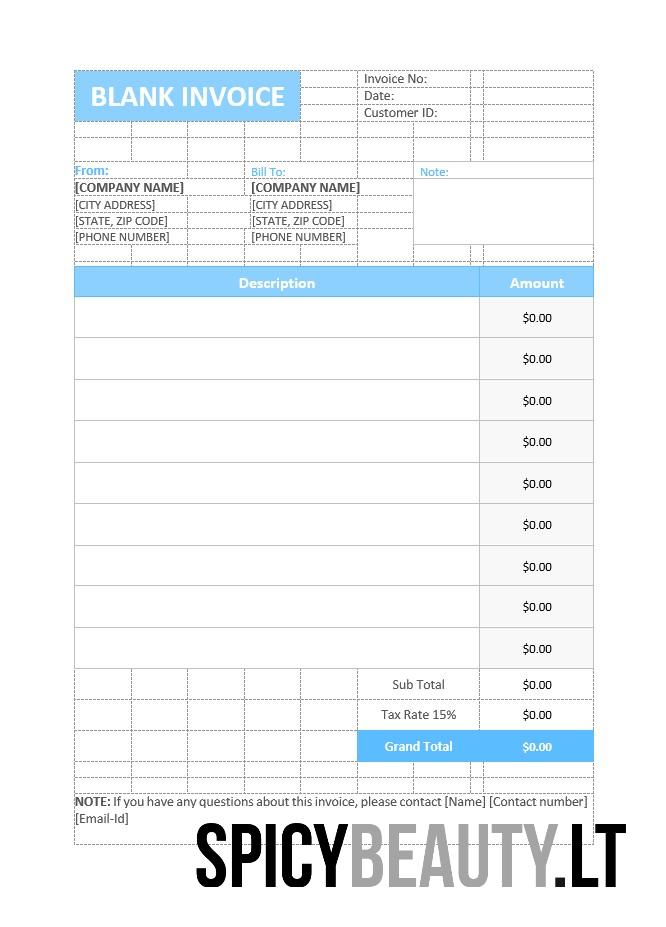 BLANK INVOICE
Invoice No:
Date:
Customer ID:
From:
[COMPANY NAME]
[CITY ADDRESS]
[STATE, ZIP CODE]
[PHONE NUMBER]
Bill To:
[COMPANY NAME]
[CITY ADDRESS]
[STATE, ZIP CODE]
[PHONE NUMBER]
Note:
Description Amount
$0.00
$0.00
$0.00
$0.00
$0.00
$0.00
$0.00
$0.00
$0.00
Sub Total $0.00
Tax Rate 15% $0.00
Grand Total $0.00
NOTE: If you have any questions about this invoice, please contact [Name] [Contact number]
[Email-Id]
SPICYBEAUTY.LT